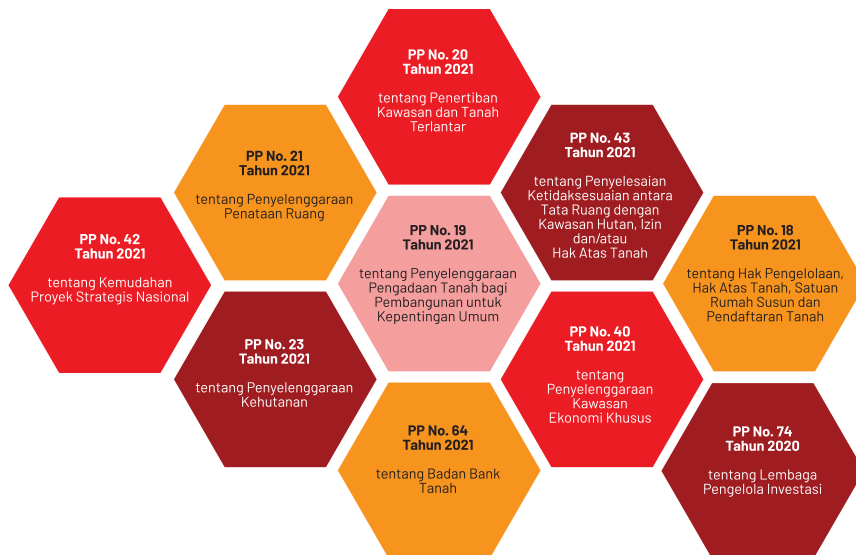 PP No. 20
Tahun 2021
tentang Penertiban
Kawasan dan Tanah
Terlantar
PP No. 21
Tahun 2021
tentang Penyelenggaraan
Penataan Ruang
PP No. 43
Tahun 2021
tentang Penyelesaian
Ketidaksesuaian antara
Tata Ruang dengan
Kawasan Hutan, Izin
dan/atau
Hak Atas Tanah
PP No. 42
Tahun 2021
tentang Kemudahan
Proyek Strategis Nasional
PP No. 19
Tahun 2021
tentang Penyelenggaraan
Pengadaan Tanah bagi
Pembangunan untuk
Kepentingan Umum
PP No. 18
Tahun 2021
tentang Hak Pengelolaan,
Hak Atas Tanah, Satuan
Rumah Susun dan
Pendaftaran Tanah
PP No. 23
Tahun 2021
tentang Penyelenggaraan
Kehutanan
PP No. 40
Tahun 2021
tentang
Penyelenggaraan
Kawasan
Ekonomi Khusus
PP No. 64
Tahun 2021
tentang Badan Bank
Tanah
PP No. 74
Tahun 2020
tentang Lembaga
Pengelola Investasi